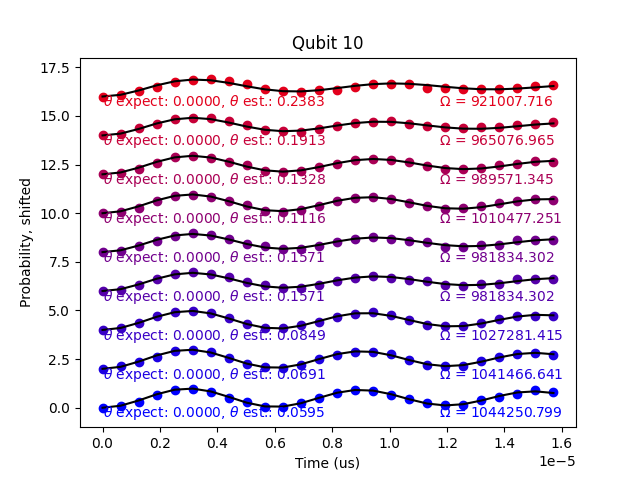 Qubit 10
17.5
θ expect: 0.0000, θ est.: 0.2383 Ω = 921007.716
15.0
θ expect: 0.0000, θ est.: 0.1913 Ω = 965076.965
12.5
θ expect: 0.0000, θ est.: 0.1328 Ω = 989571.345
10.0
θ expect: 0.0000, θ est.: 0.1116 Ω = 1010477.251
7.5
θ expect: 0.0000, θ est.: 0.1571 Ω = 981834.302
θ expect: 0.0000, θ est.: 0.1571 Ω = 981834.302
5.0
θ expect: 0.0000, θ est.: 0.0849 Ω = 1027281.415
2.5
θ expect: 0.0000, θ est.: 0.0691 Ω = 1041466.641
0.0
θ expect: 0.0000, θ est.: 0.0595 Ω = 1044250.799
Probability, shifted
0.0 0.2 0.4 0.6 0.8 1.0 1.2 1.4 1.6
Time (us)
1e−5